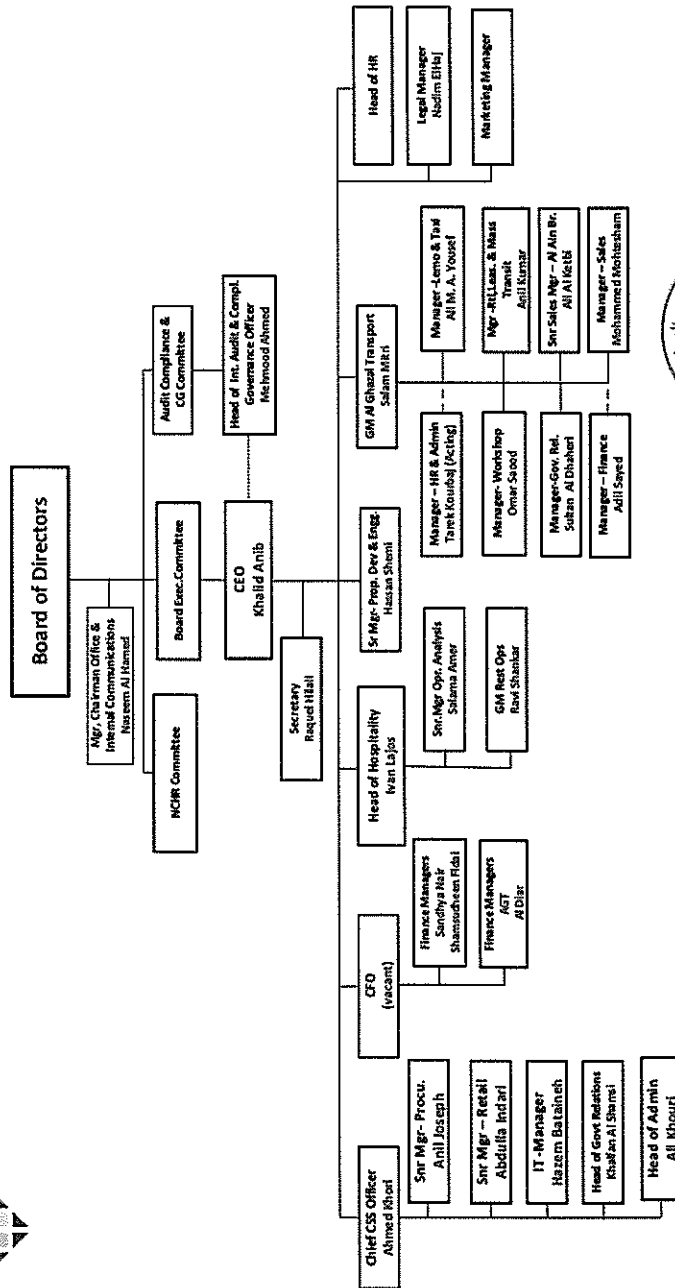 Board of Directors
Mgr, Chairman Office &
Internal Communications
Naseem Al Hamed
NCHR Committee
Board Exec.Committee
Audit Compliance &
CG Committee
CEO
Khalid Anib
Head of Int. Audit & Compl.
Governance Officer
Mehmood Ahmed
Secretary
Raquel Hilall
Chief CSS Officer
Ahmed Khori
CFO
(vacant)
Head of Hospitality
Ivan Lajos
Sr Mgr- Prop. Dev & Engg.
Hassan Shemi
GM Al Ghazal Transport
Salam Mitri
Head of HR
Snr Mgr- Procu.
Anil Joseph
Snr Mgr – Retail
Abdulla Indari
IT -Manager
Hazem Bataineh
Head of Govt Relations
Khalfan Al Shamsi
Head of Admin
Ali Khouri
Finance Managers
Sandhya Nair
Shamsudheen Fidai
Finance Managers
AGT
Al Diar
Snr.Mgr Opr. Analysis
Salama Amer
GM Rest Ops
Ravi Shankar
Manager – HR & Admin
Tarek Kourbaj (Acting)
Manager- Workshop
Omar Saood
Manager-Gov. Rel.
Sultan Al Dhaheri
Manager – Finance
Adil Sayed
Manager -Lemo & Taxi
Ali M. A. Yousef
Mgr -Rtl,Leas. & Mass
Transit
Anil Kumar
Snr Sales Mgr – Al Ain Br.
Ali Al Ketbi
Manager – Sales
Mohammed Mohtesham
Legal Manager
Nadim ElHaj
Marketing Manager